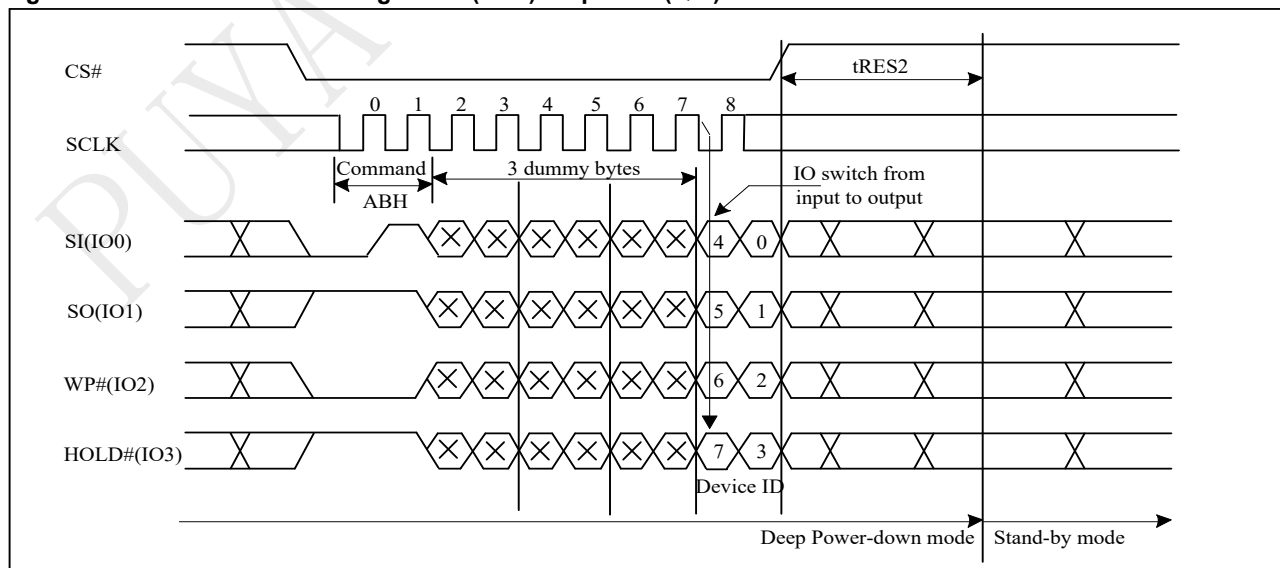 PUYA
CS#
tRES2
0 1 2 3 4 5 6 7 8
SCLK
Command
ABH
3 dummy bytes
IO switch from
input to output
SI(IO0)
4 0
SO(IO1)
5 1
WP#(IO2)
6 2
HOLD#(IO3)
7 3
Device ID
Deep Power-down mode
Stand-by mode